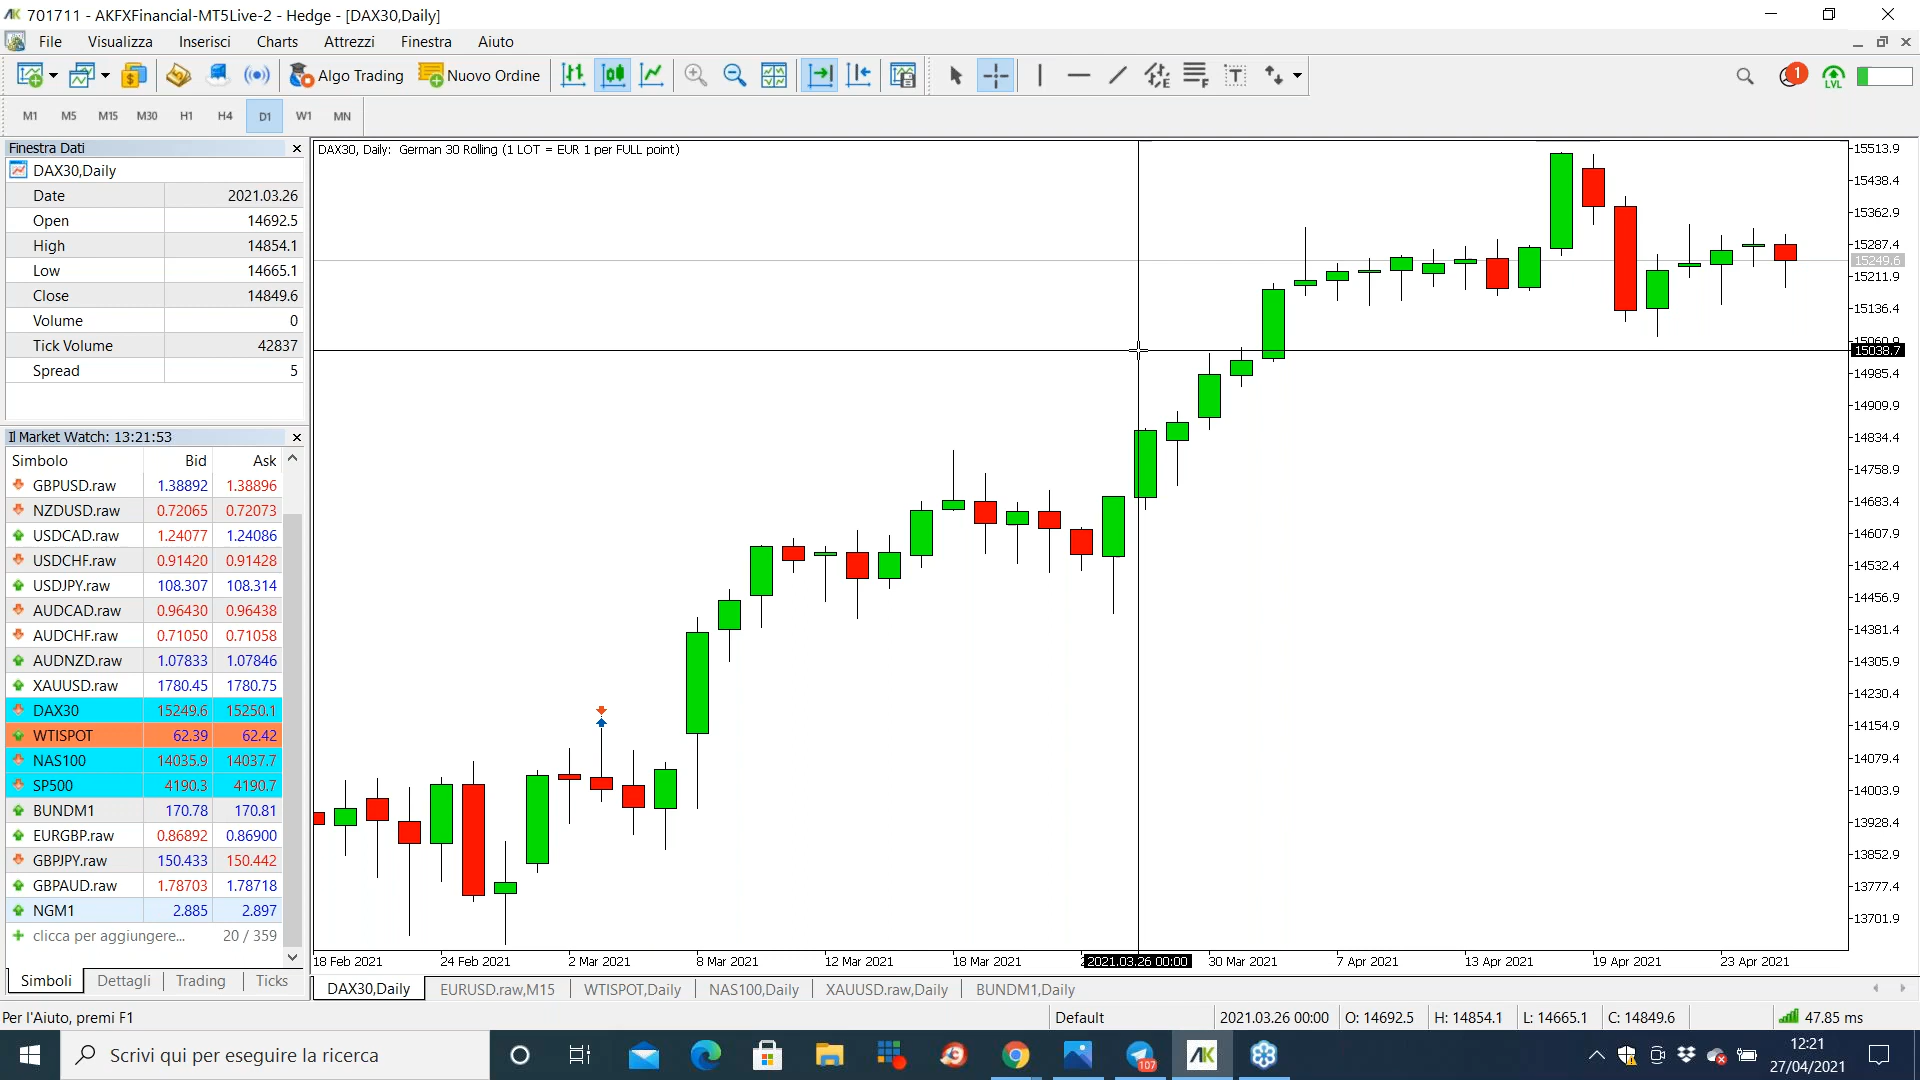 701711 - AKFXFinancial-MT5Live-2 - Hedge - [DAX30,Daily]
File Visualizza Inserisci Charts Attrezzi Finestra Aiuto
Algo Trading Nuovo Ordine 1 LVL
M1 M5 M15 M30 H1 H4 D1 W1 MN
Finestra Dati
DAX30,Daily
Date 2021.03.26
Open 14692.5
High 14854.1
Low 14665.1
Close 14849.6
Volume 0
Tick Volume 42837
Spread 5
Il Market Watch: 13:21:53
Simbolo Bid Ask
GBPUSD.raw 1.38892 1.38896
NZDUSD.raw 0.72065 0.72073
USDCAD.raw 1.24077 1.24086
USDCHF.raw 0.91420 0.91428
USDJPY.raw 108.307 108.314
AUDCAD.raw 0.96430 0.96438
AUDCHF.raw 0.71050 0.71058
AUDNZD.raw 1.07833 1.07846
XAUUSD.raw 1780.45 1780.75
DAX30 15249.6 15250.1
WTISPOT 62.39 62.42
NAS100 14035.9 14037.7
SP500 4190.3 4190.7
BUNDM1 170.78 170.81
EURGBP.raw 0.86892 0.86900
GBPJPY.raw 150.433 150.442
GBPAUD.raw 1.78703 1.78718
NGM1 2.885 2.897
clicca per aggiungere... 20 / 359
Simboli Dettagli Trading Ticks
DAX30, Daily: German 30 Rolling (1 LOT = EUR 1 per FULL point)
15513.9
15438.4
15362.9
15287.4
15249.6
15211.9
15136.4
15038.7
14985.4
14909.9
14834.4
14758.9
14683.4
14607.9
14532.4
14456.9
14381.4
14305.9
14230.4
14154.9
14079.4
14003.9
13928.4
13852.9
13777.4
13701.9
18 Feb 2021 24 Feb 2021 2 Mar 2021 8 Mar 2021 12 Mar 2021 18 Mar 2021 2021.03.26 00:00 30 Mar 2021 7 Apr 2021 13 Apr 2021 19 Apr 2021 23 Apr 2021
DAX30,Daily EURUSD.raw,M15 WTISPOT,Daily NAS100,Daily XAUUSD.raw,Daily BUNDM1,Daily
Per l'Aiuto, premi F1 Default 2021.03.26 00:00 O: 14692.5 H: 14854.1 L: 14665.1 C: 14849.6 47.85 ms
Scrivi qui per eseguire la ricerca 107 AK 12:21
27/04/2021